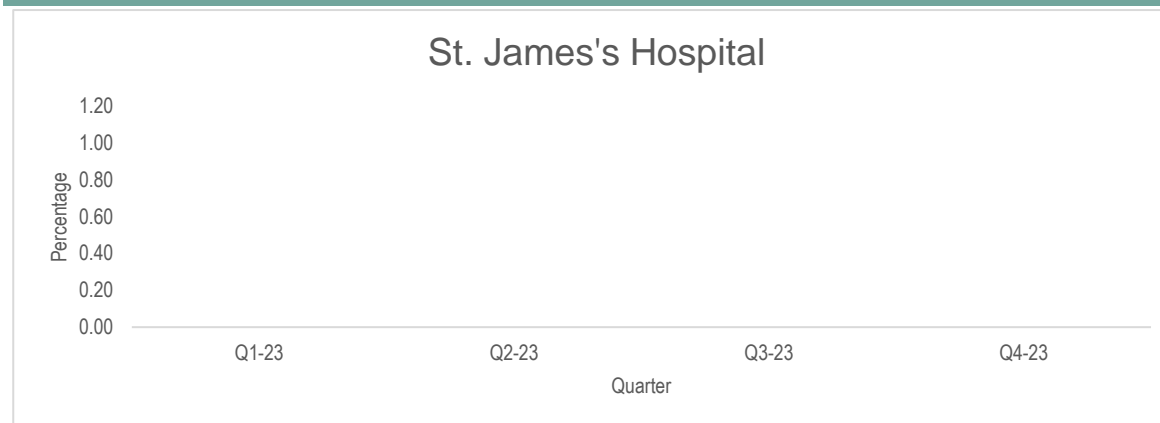 St. James's Hospital
1.20
1.00
0.80
0.60
0.40
0.20
0.00
Percentage
Q1-23 Q2-23 Q3-23 Q4-23
Quarter